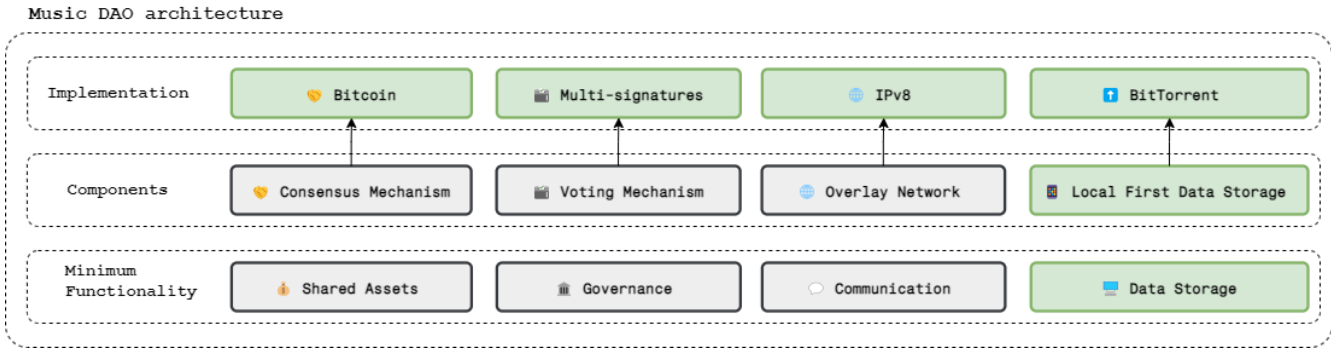 Music DAO architecture
Implementation
Bitcoin
Multi-signatures
IPv8
BitTorrent
Components
Consensus Mechanism
Voting Mechanism
Overlay Network
Local First Data Storage
Minimum
Functionality
Shared Assets
Governance
Communication
Data Storage